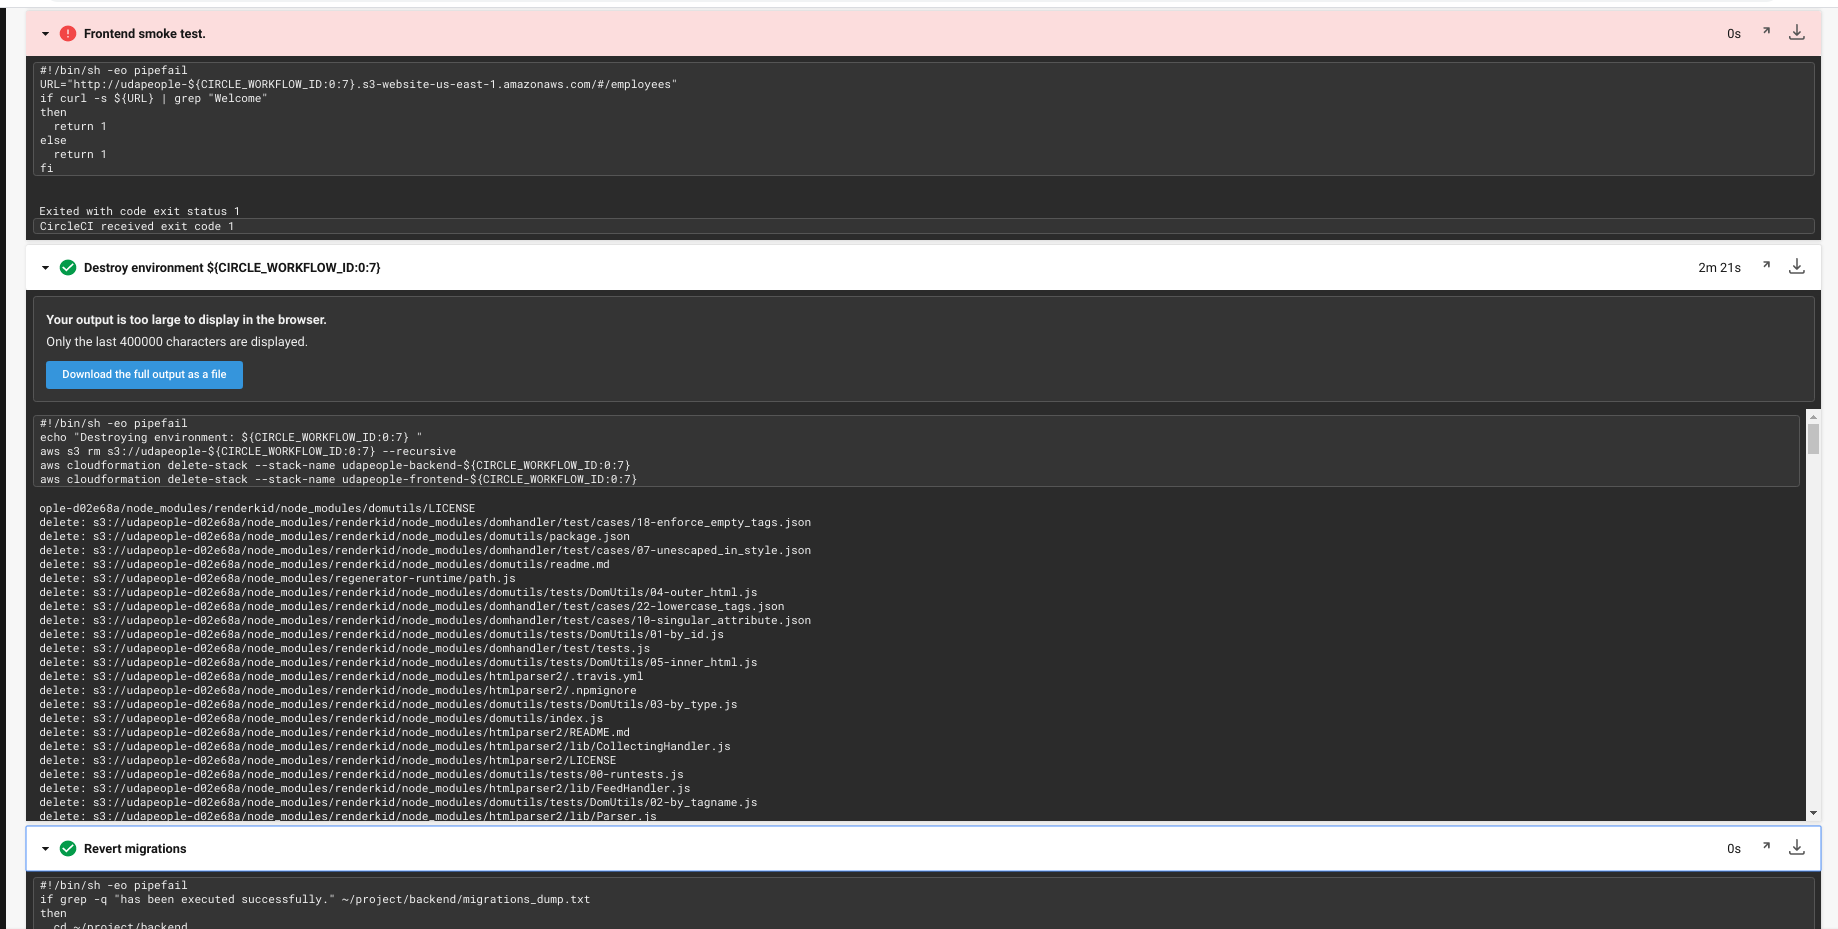 Frontend smoke test.
0s
#!/bin/sh -eo pipefail
URL="http://udapeople-${CIRCLE_WORKFLOW_ID:0:7}.s3-website-us-east-1.amazonaws.com/#/employees"
if curl -s ${URL} | grep "Welcome"
then
  return 1
else
  return 1
fi
Exited with code exit status 1
CircleCI received exit code 1
Destroy environment ${CIRCLE_WORKFLOW_ID:0:7}
2m 21s
Your output is too large to display in the browser.
Only the last 400000 characters are displayed.
Download the full output as a file
#!/bin/sh -eo pipefail
echo "Destroying environment: ${CIRCLE_WORKFLOW_ID:0:7} "
aws s3 rm s3://udapeople-${CIRCLE_WORKFLOW_ID:0:7} --recursive
aws cloudformation delete-stack --stack-name udapeople-backend-${CIRCLE_WORKFLOW_ID:0:7}
aws cloudformation delete-stack --stack-name udapeople-frontend-${CIRCLE_WORKFLOW_ID:0:7}
ople-d02e68a/node_modules/renderkid/node_modules/domutils/LICENSE
delete: s3://udapeople-d02e68a/node_modules/renderkid/node_modules/domhandler/test/cases/18-enforce_empty_tags.json
delete: s3://udapeople-d02e68a/node_modules/renderkid/node_modules/domutils/package.json
delete: s3://udapeople-d02e68a/node_modules/renderkid/node_modules/domhandler/test/cases/07-unescaped_in_style.json
delete: s3://udapeople-d02e68a/node_modules/renderkid/node_modules/domutils/readme.md
delete: s3://udapeople-d02e68a/node_modules/regenerator-runtime/path.js
delete: s3://udapeople-d02e68a/node_modules/renderkid/node_modules/domutils/tests/DomUtils/04-outer_html.js
delete: s3://udapeople-d02e68a/node_modules/renderkid/node_modules/domhandler/test/cases/22-lowercase_tags.json
delete: s3://udapeople-d02e68a/node_modules/renderkid/node_modules/domhandler/test/cases/10-singular_attribute.json
delete: s3://udapeople-d02e68a/node_modules/renderkid/node_modules/domutils/tests/DomUtils/01-by_id.js
delete: s3://udapeople-d02e68a/node_modules/renderkid/node_modules/domhandler/test/tests.js
delete: s3://udapeople-d02e68a/node_modules/renderkid/node_modules/domutils/tests/DomUtils/05-inner_html.js
delete: s3://udapeople-d02e68a/node_modules/renderkid/node_modules/htmlparser2/.travis.yml
delete: s3://udapeople-d02e68a/node_modules/renderkid/node_modules/htmlparser2/.npmignore
delete: s3://udapeople-d02e68a/node_modules/renderkid/node_modules/domutils/tests/DomUtils/03-by_type.js
delete: s3://udapeople-d02e68a/node_modules/renderkid/node_modules/domutils/index.js
delete: s3://udapeople-d02e68a/node_modules/renderkid/node_modules/htmlparser2/README.md
delete: s3://udapeople-d02e68a/node_modules/renderkid/node_modules/htmlparser2/lib/CollectingHandler.js
delete: s3://udapeople-d02e68a/node_modules/renderkid/node_modules/htmlparser2/LICENSE
delete: s3://udapeople-d02e68a/node_modules/renderkid/node_modules/domutils/tests/00-runtests.js
delete: s3://udapeople-d02e68a/node_modules/renderkid/node_modules/htmlparser2/lib/FeedHandler.js
delete: s3://udapeople-d02e68a/node_modules/renderkid/node_modules/domutils/tests/DomUtils/02-by_tagname.js
delete: s3://udapeople-d02e68a/node_modules/renderkid/node_modules/htmlparser2/lib/Parser.js
Revert migrations
0s
#!/bin/sh -eo pipefail
if grep -q "has been executed successfully." ~/project/backend/migrations_dump.txt
then
  cd ~/project/backend